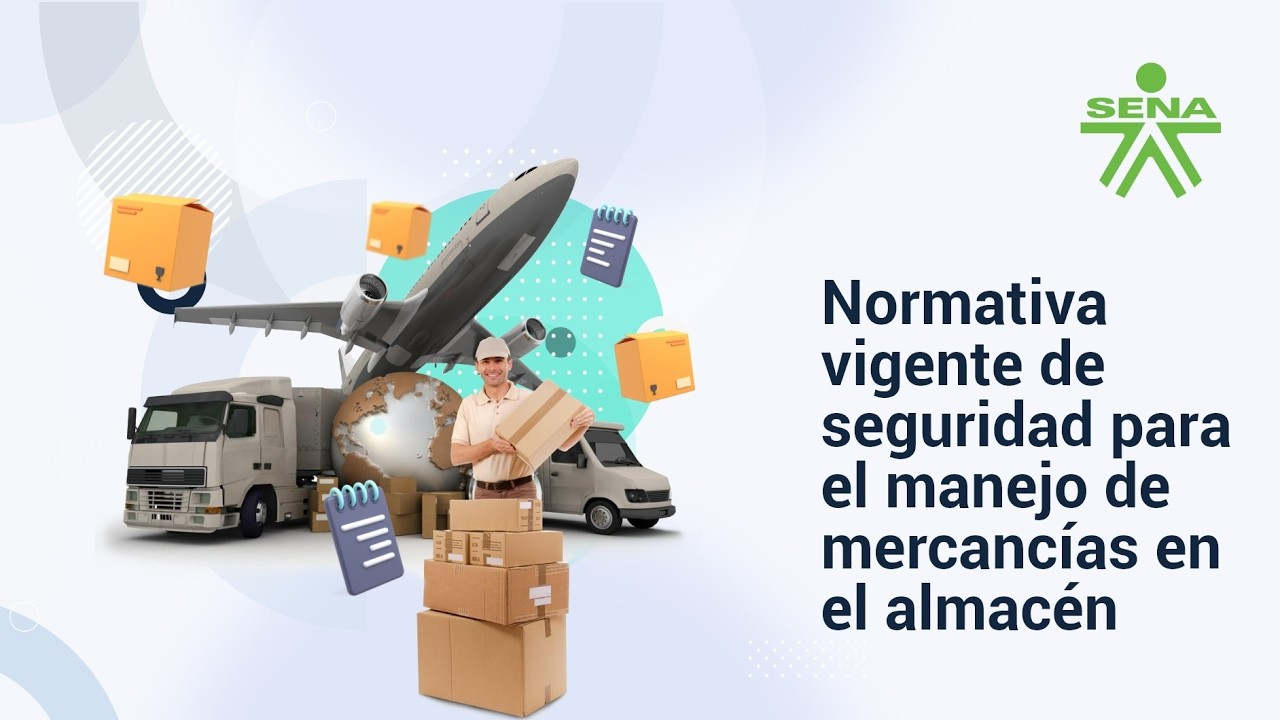 SENA
Normativa
vigente de
seguridad para
el manejo de
mercancías en
el almacén